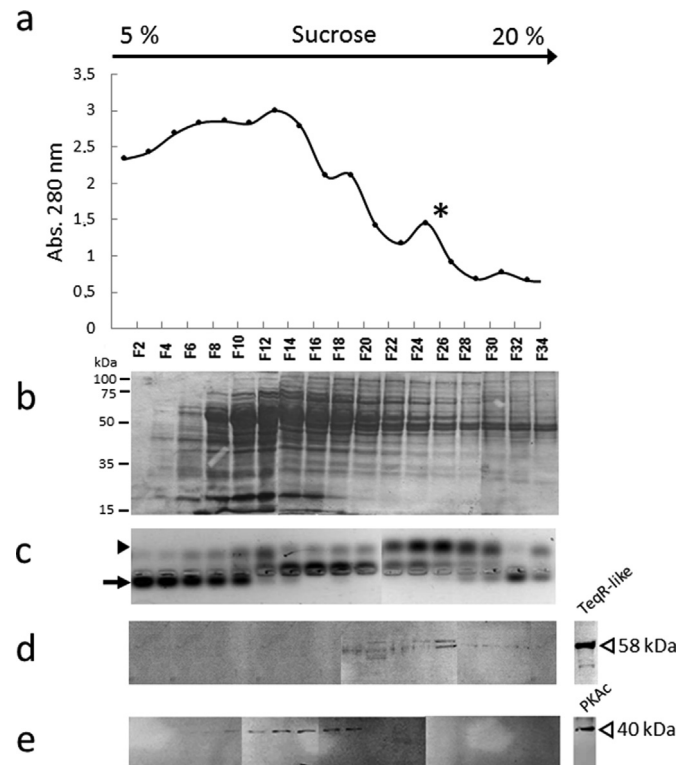 a
5 % Sucrose 20 %
Abs. 280 nm
3,5
3
2,5
2
1,5
1
0,5
0
F2 F4 F6 F8 F10 F12 F14 F16 F18 F20 F22 F24 F26 F28 F30 F32 F34
*
b
kDa
100
75
50
35
15
c
d
TeqR-like
58 kDa
e
PKAc
40 kDa